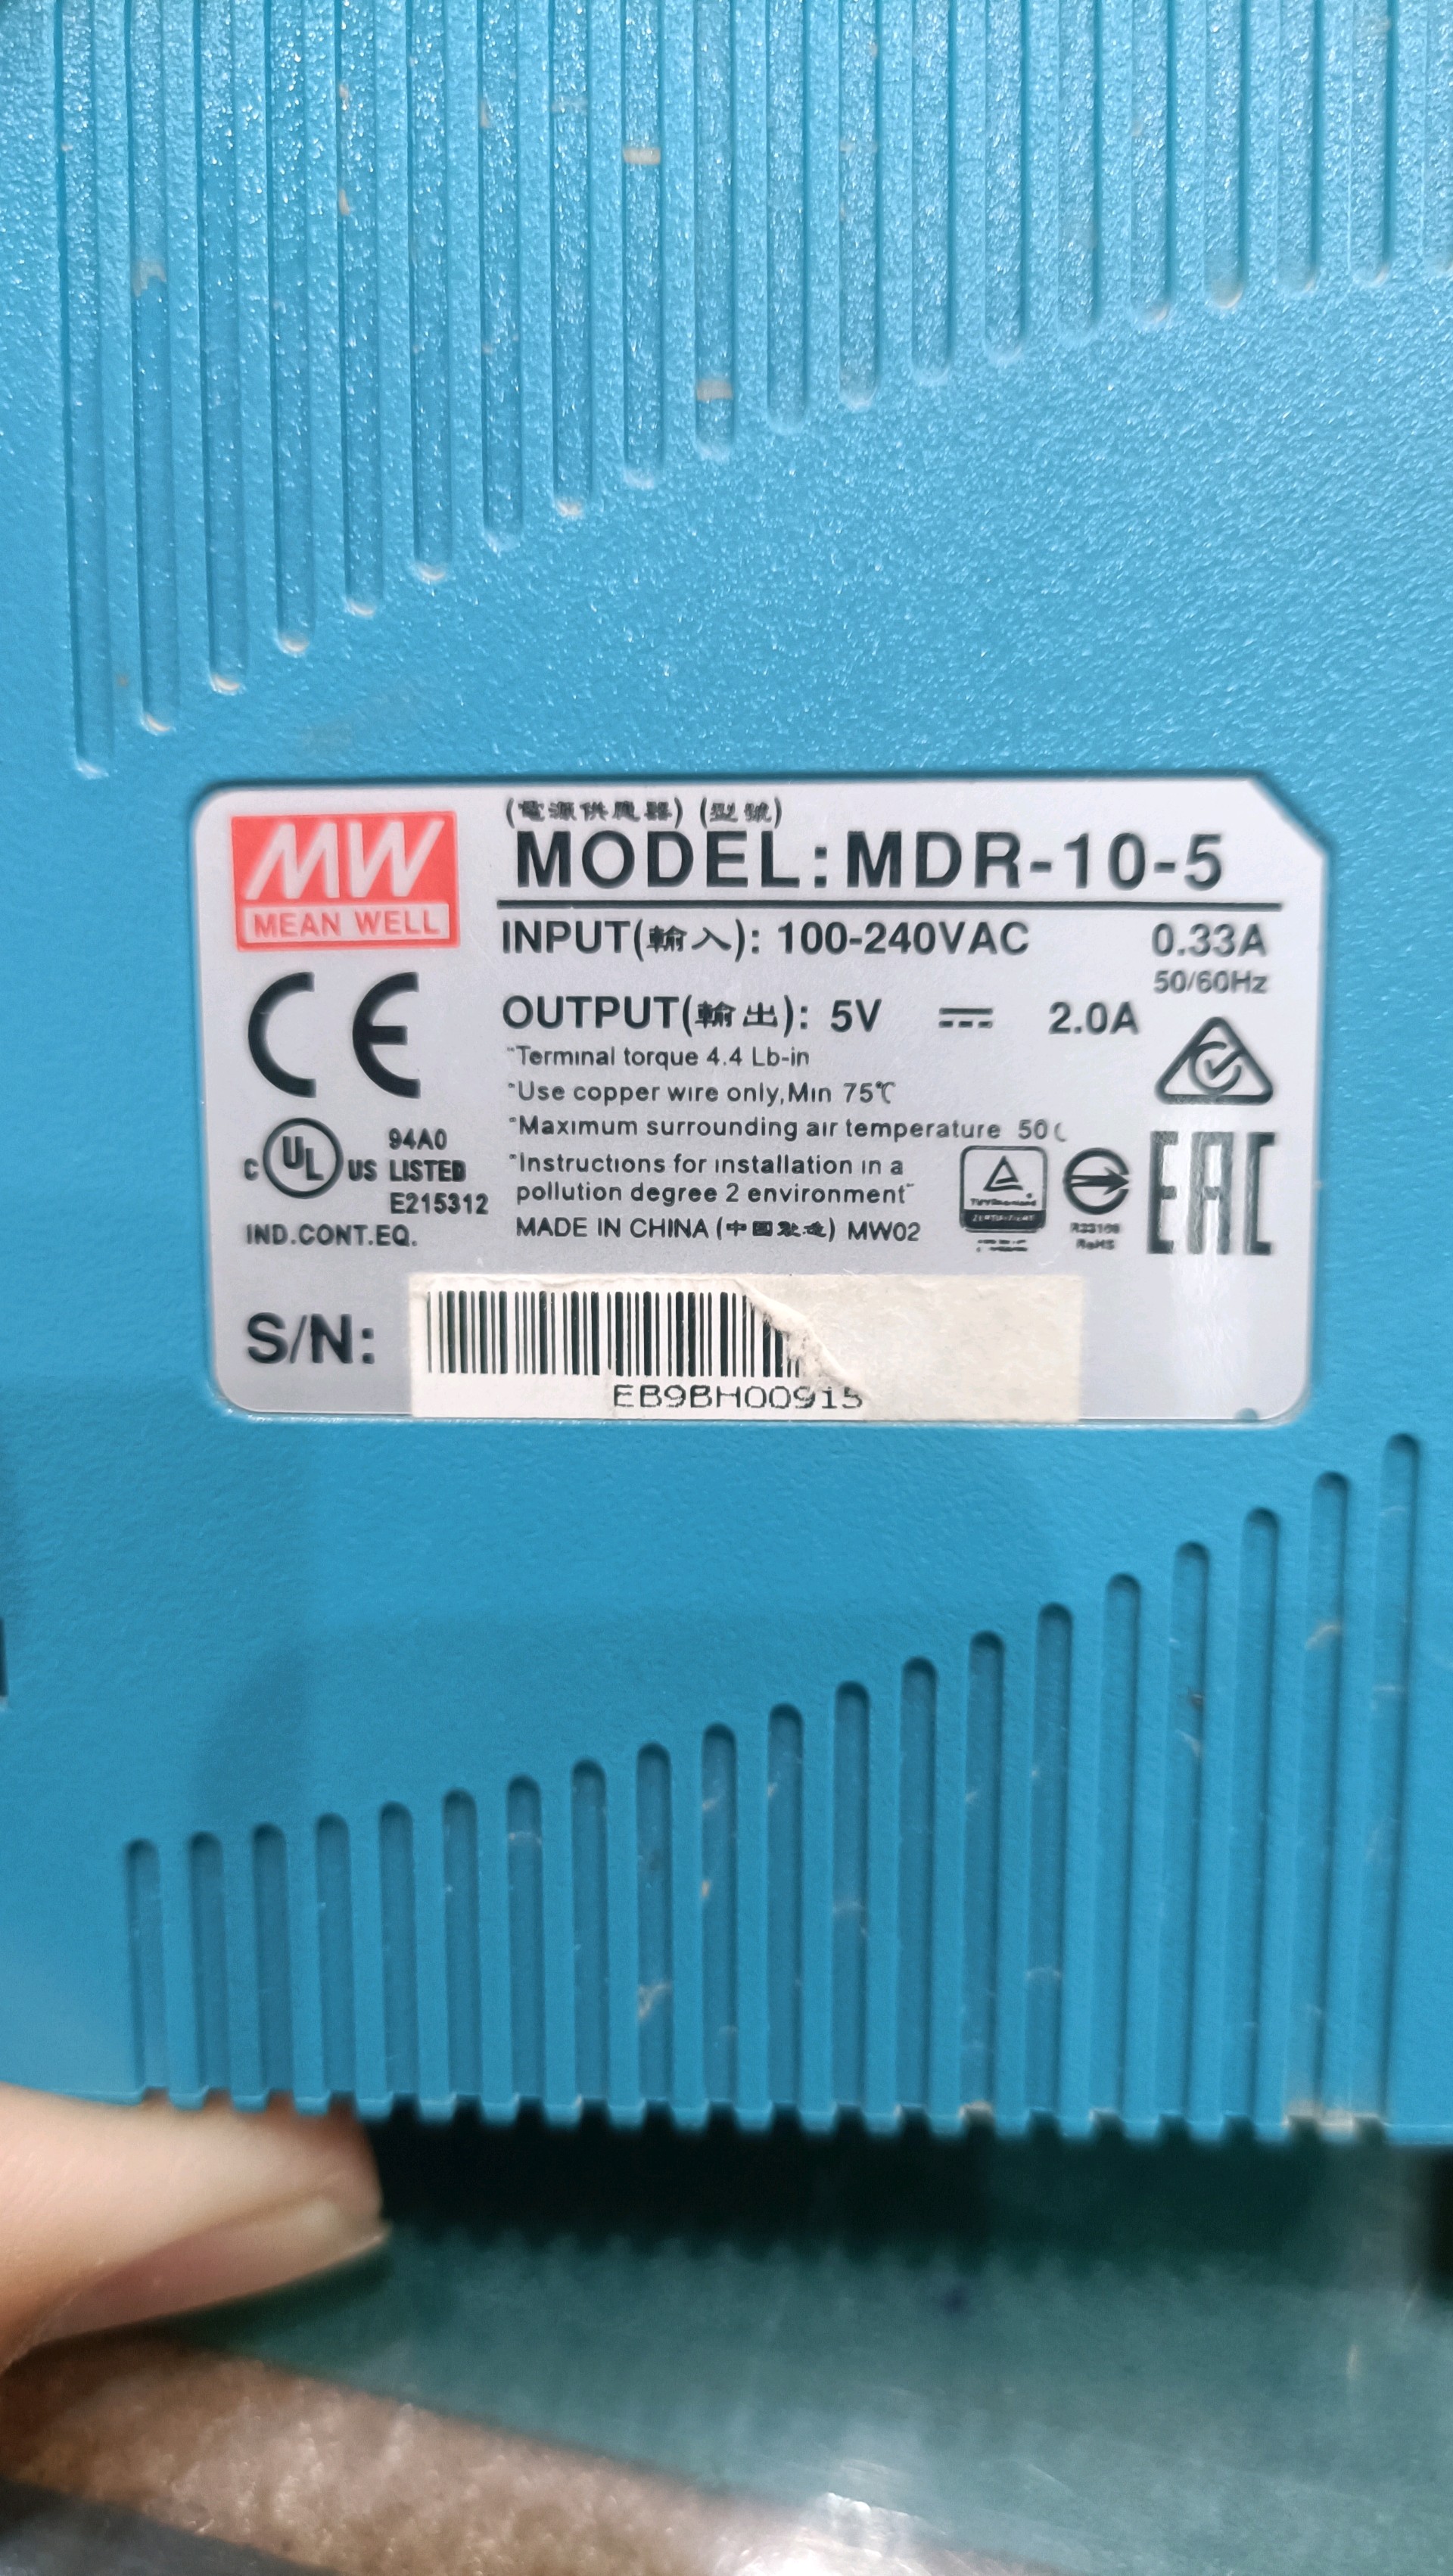 MW
MEAN WELL
(電源供應器) (型號)
MODEL:MDR-10-5
INPUT(輸入): 100-240VAC 0.33A
50/60Hz
OUTPUT(輸出): 5V ⎓ 2.0A
"Terminal torque 4.4 Lb-in
"Use copper wire only,Min 75℃
"Maximum surrounding air temperature 50
"Instructions for installation in a
pollution degree 2 environment"
MADE IN CHINA (中國製造) MW02
CE
C UL US 94A0
LISTED
E215312
IND.CONT.EQ.
EAC
RoHS
S/N:
EB9BH00915